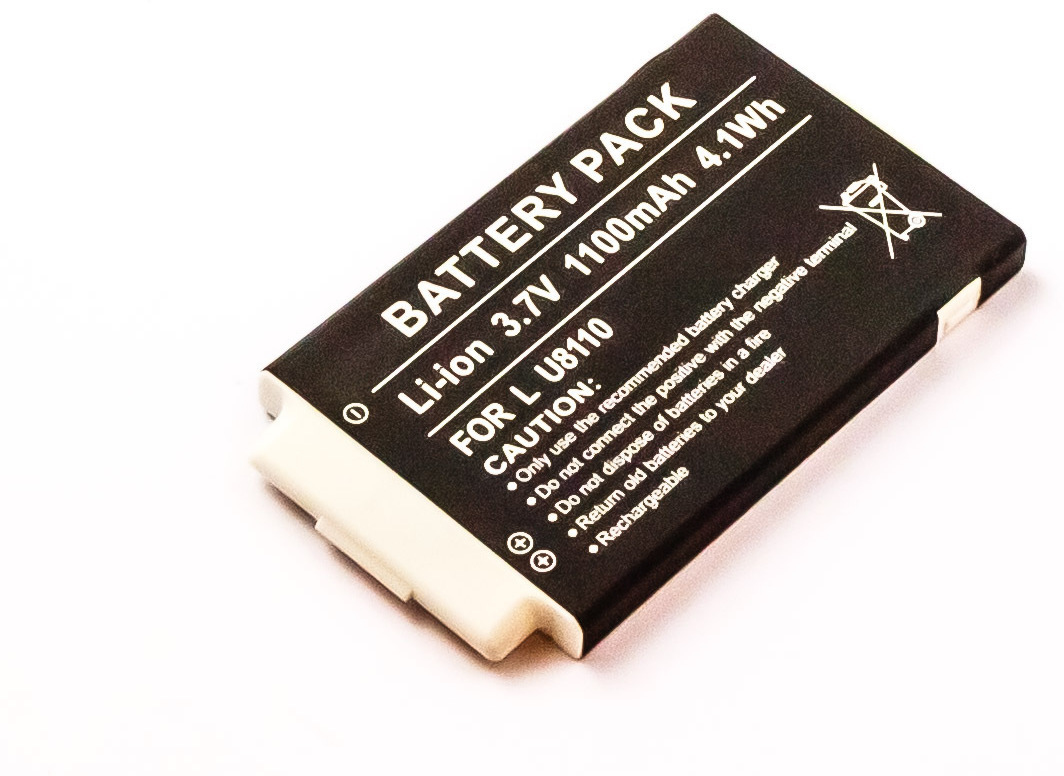 BATTERY PACK
Li-ion 3.7V 1100mAh 4.1Wh
FOR L U8110
CAUTION:
• Only use the recommended battery charger
• Do not connect the positive with the negative terminal
• Do not dispose of batteries in a fire
• Return old batteries to your dealer
• Rechargeable